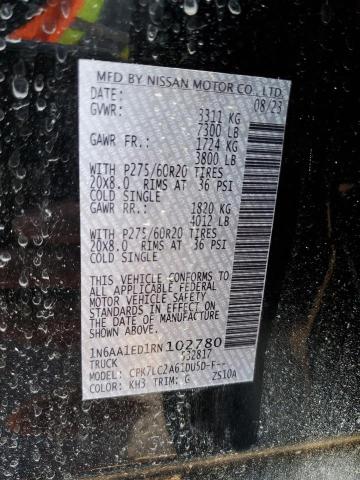 MFD BY NISSAN MOTOR CO., LTD.
DATE: 08/23
GVWR: 3311 KG
7300 LB
GAWR FR.: 1724 KG
3800 LB
WITH P275/60R20 TIRES
20X8.0 RIMS AT 36 PSI
COLD SINGLE
GAWR RR.: 1820 KG
4012 LB
WITH P275/60R20 TIRES
20X8.0 RIMS AT 36 PSI
COLD SINGLE
THIS VEHICLE CONFORMS TO
ALL APPLICABLE FEDERAL
MOTOR VEHICLE SAFETY
STANDARDS IN EFFECT ON THE
DATE OF MANUFACTURE SHOWN
ABOVE.
1N6AA1ED1RN102780
TRUCK 532817
MODEL: CPK7LC2A61DU5D-F--
COLOR: KH3 TRIM: G ZS10A